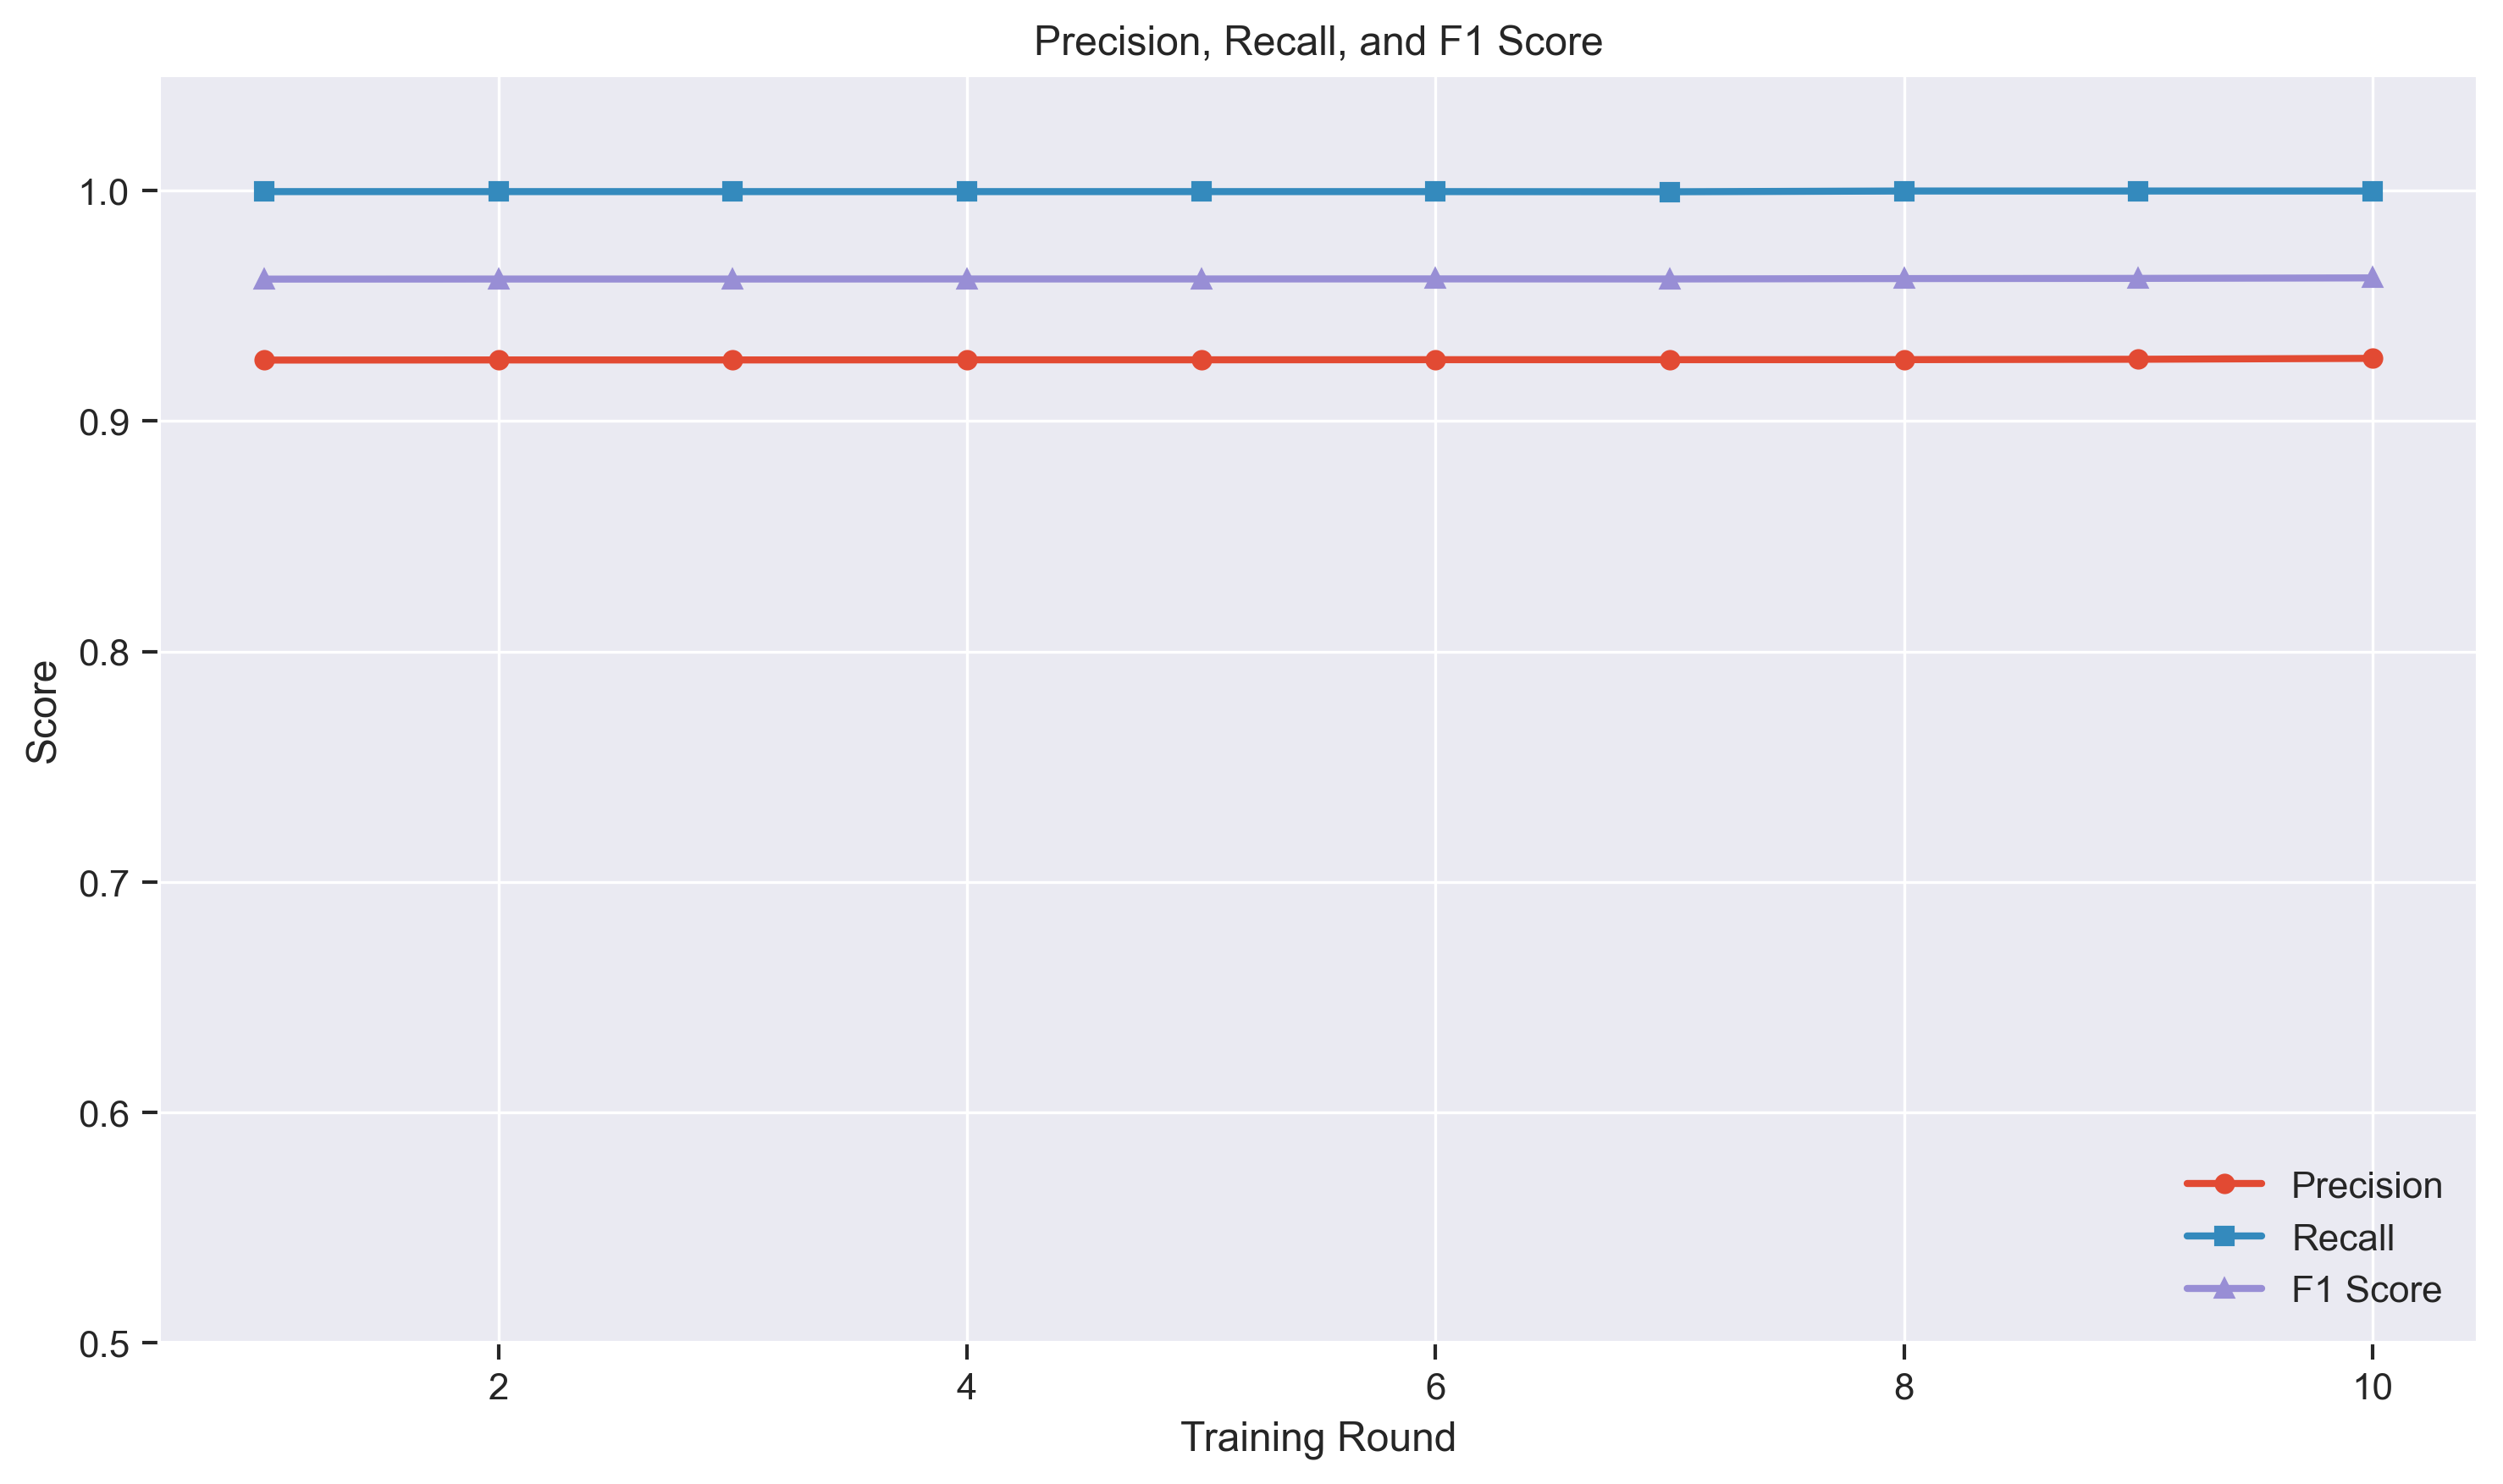 Precision, Recall, and F1 Score
1.0
0.9
0.8
0.7
0.6
0.5
Score
Precision
Recall
F1 Score
2 4 6 8 10
Training Round